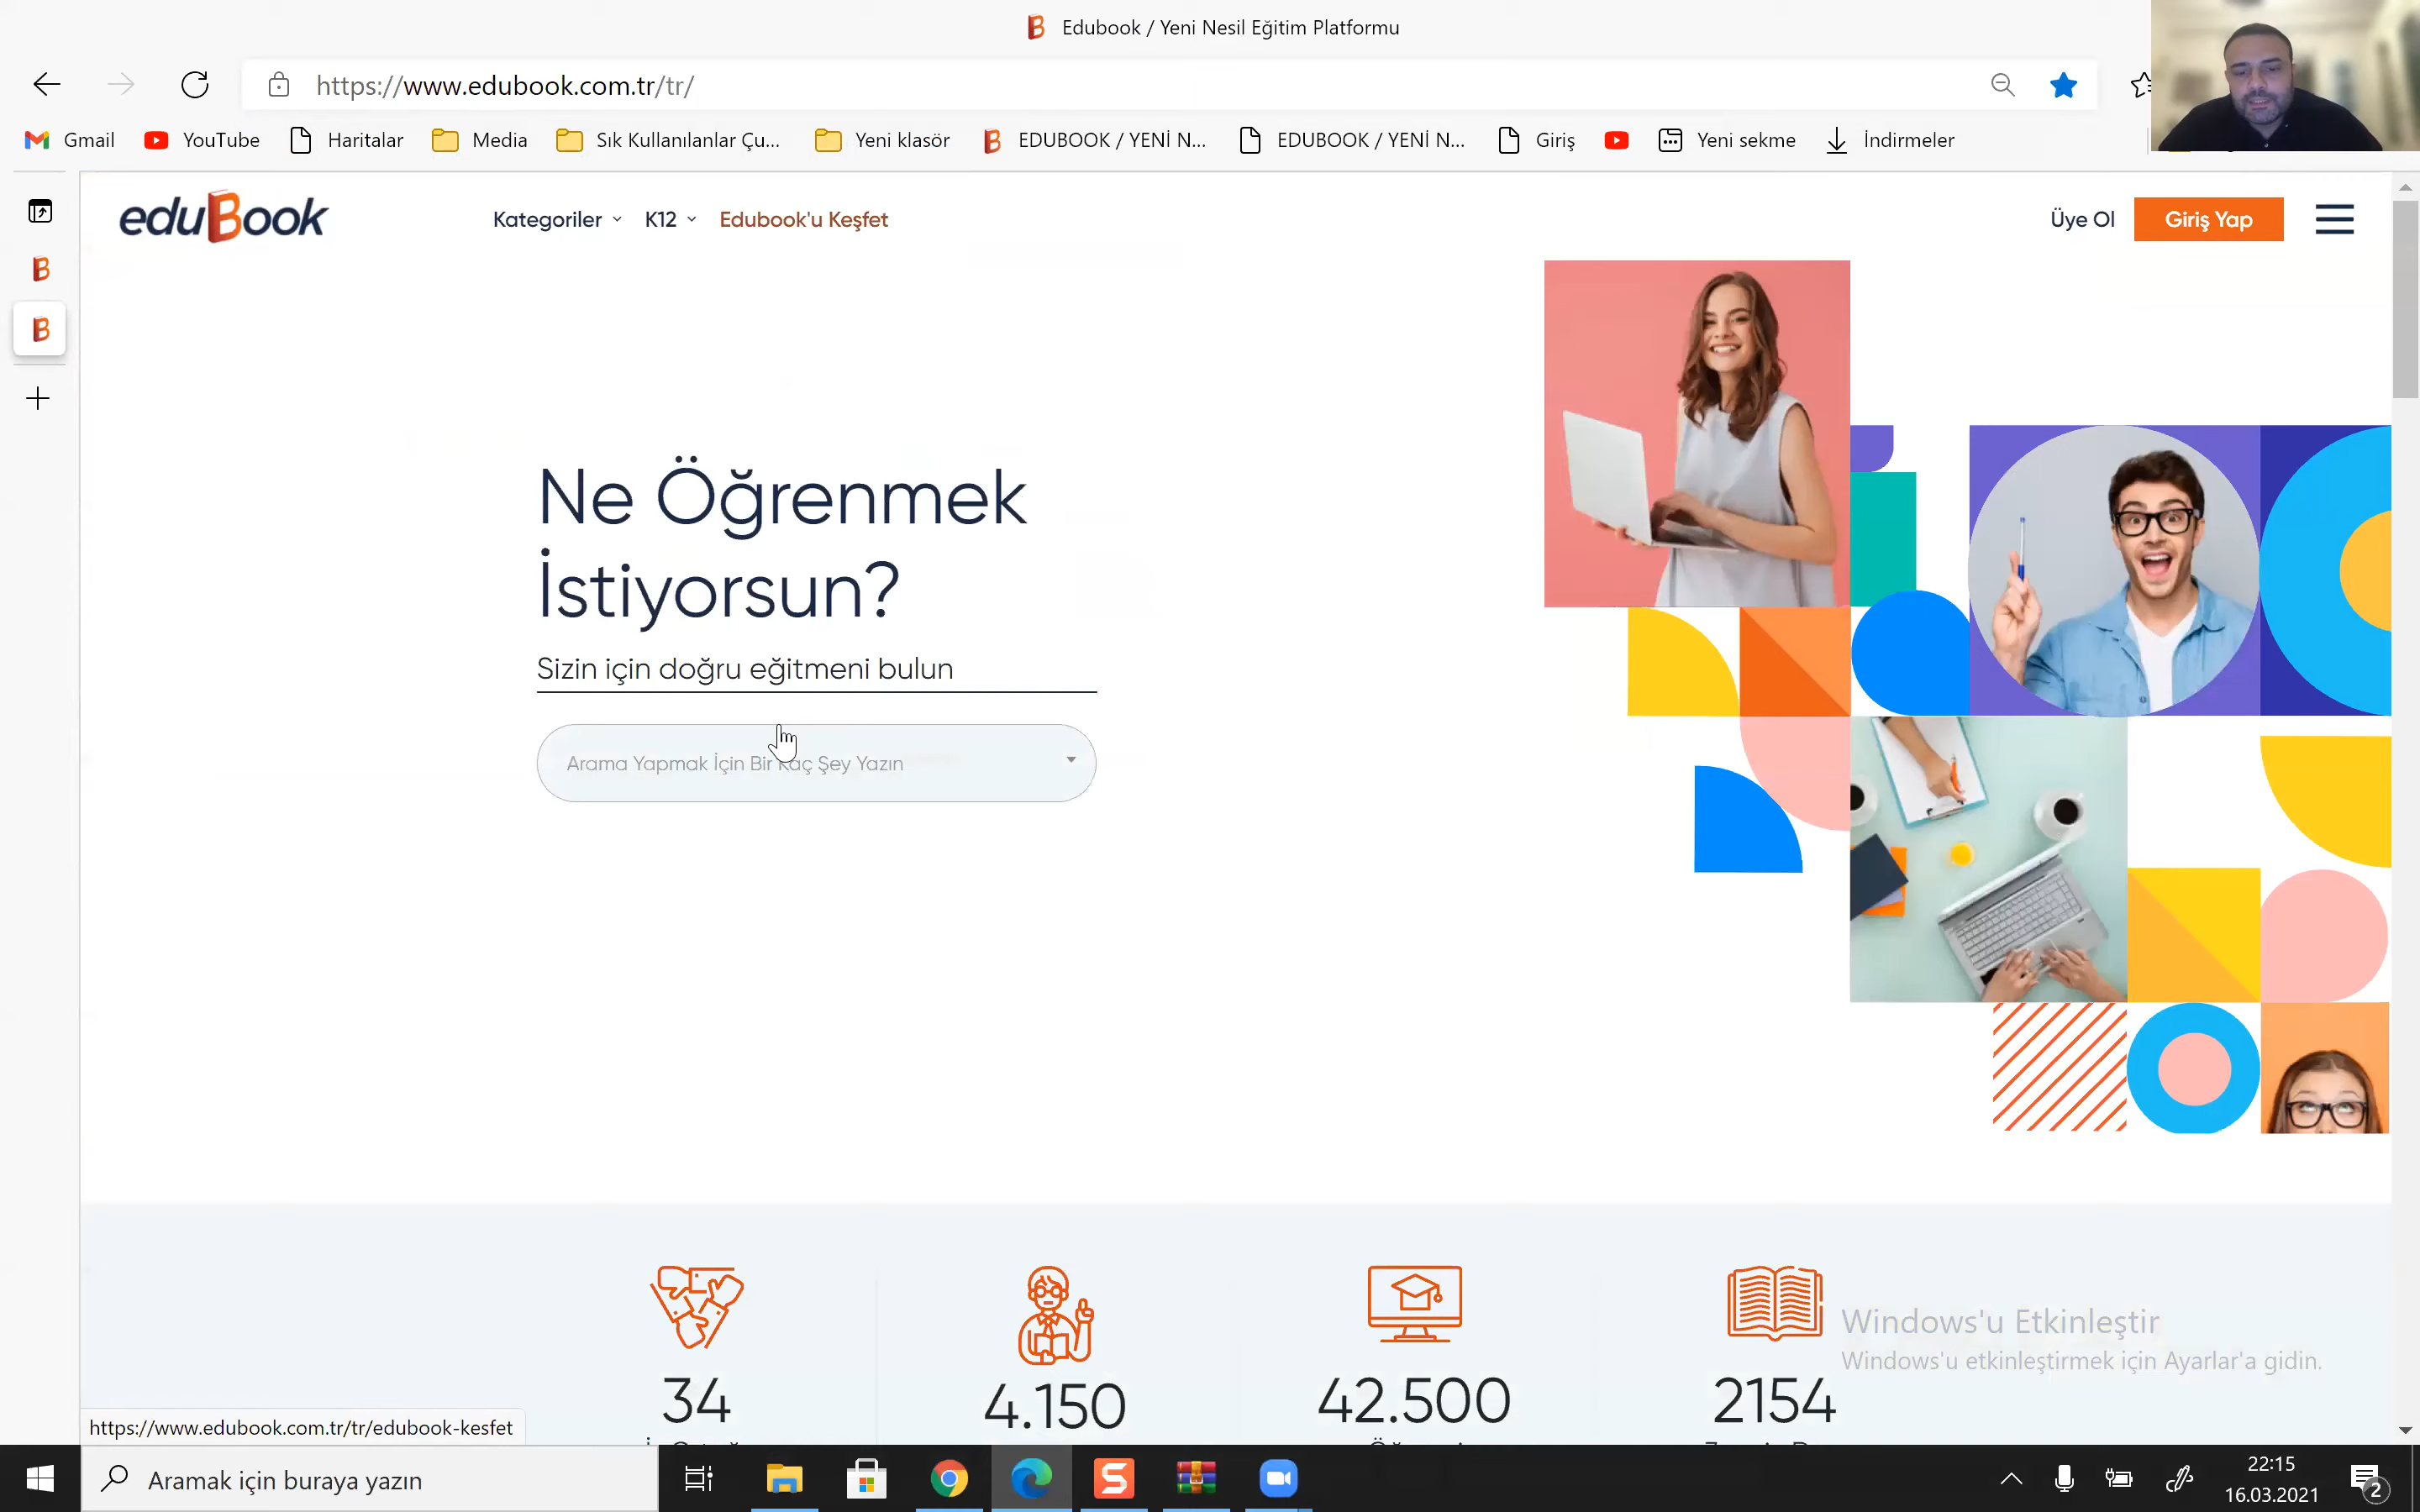 Edubook / Yeni Nesil Eğitim Platformu
https://www.edubook.com.tr/tr/
Gmail YouTube Haritalar Media Sık Kullanılanlar Çu... Yeni klasör EDUBOOK / YENİ N... EDUBOOK / YENİ N... Giriş Yeni sekme İndirmeler
eduBook Kategoriler K12 Edubook'u Keşfet Üye Ol Giriş Yap
Ne Öğrenmek
İstiyorsun?
Sizin için doğru eğitmeni bulun
Arama Yapmak İçin Bir Kaç Şey Yazın
34 4.150 42.500 2154
Windows'u Etkinleştir
Windows'u etkinleştirmek için Ayarlar'a gidin.
https://www.edubook.com.tr/tr/edubook-kesfet
Aramak için buraya yazın
22:15
16.03.2021
2